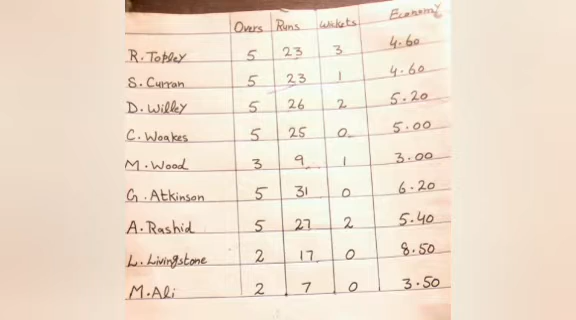 Overs Runs Wickets Economy
R. Topley 5 23 3 4.60
S. Curran 5 23 1 4.60
D. Willey 5 26 2 5.20
C. Woakes 5 25 0 5.00
M. Wood 3 9 1 3.00
G. Atkinson 5 31 0 6.20
A. Rashid 5 27 2 5.40
L. Livingstone 2 17 0 8.50
M. Ali 2 7 0 3.50